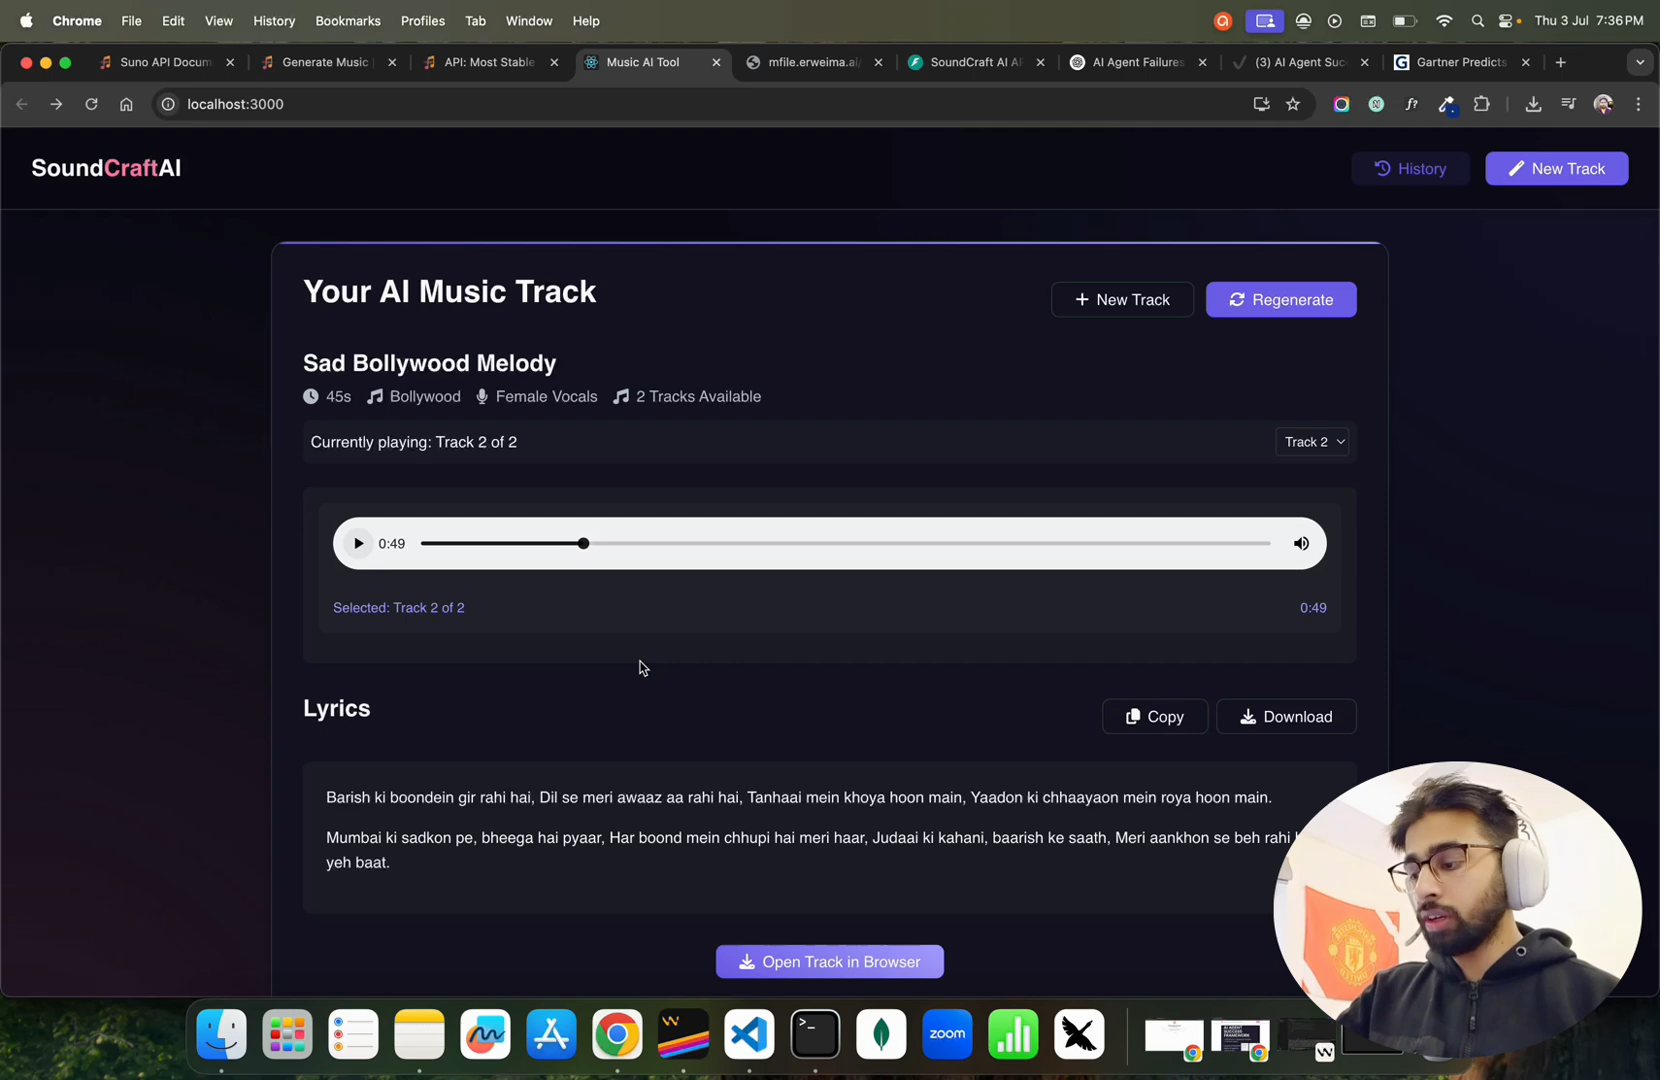 Chrome File Edit View History Bookmarks Profiles Tab Window Help Thu 3 Jul 7:36 PM
Suno API Docum Generate Music API: Most Stable Music AI Tool mfile.erweima.ai/ SoundCraft AI AI Agent Failures (3) AI Agent Suc Gartner Predicts
localhost:3000
SoundCraftAI History New Track
Your AI Music Track New Track Regenerate
Sad Bollywood Melody
45s Bollywood Female Vocals 2 Tracks Available
Currently playing: Track 2 of 2 Track 2
0:49
Selected: Track 2 of 2 0:49
Lyrics Copy Download
Barish ki boondein gir rahi hai, Dil se meri awaaz aa rahi hai, Tanhaai mein khoya hoon main, Yaadon ki chhaayaon mein roya hoon main.
Mumbai ki sadkon pe, bheega hai pyaar, Har boond mein chhupi hai meri haar, Judaai ki kahani, baarish ke saath, Meri aankhon se beh rahi
yeh baat.
Open Track in Browser
zoom
AI AGENT
SUCCESS
FRAMEWORK